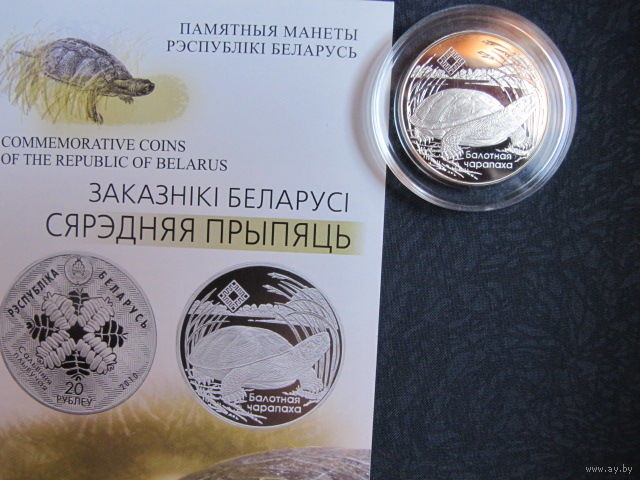 ПАМЯТНЫЯ МАНЕТЫ
РЭСПУБЛІКІ БЕЛАРУСЬ
COMMEMORATIVE COINS
OF THE REPUBLIC OF BELARUS
ЗАКАЗНІКІ БЕЛАРУСІ
СЯРЭДНЯЯ ПРЫПЯЦЬ
РЭСПУБЛІКА БЕЛАРУСЬ
20
РУБЛЁЎ
2010
Балотная
чарапаха
Балотная
чарапаха
www.ay.by